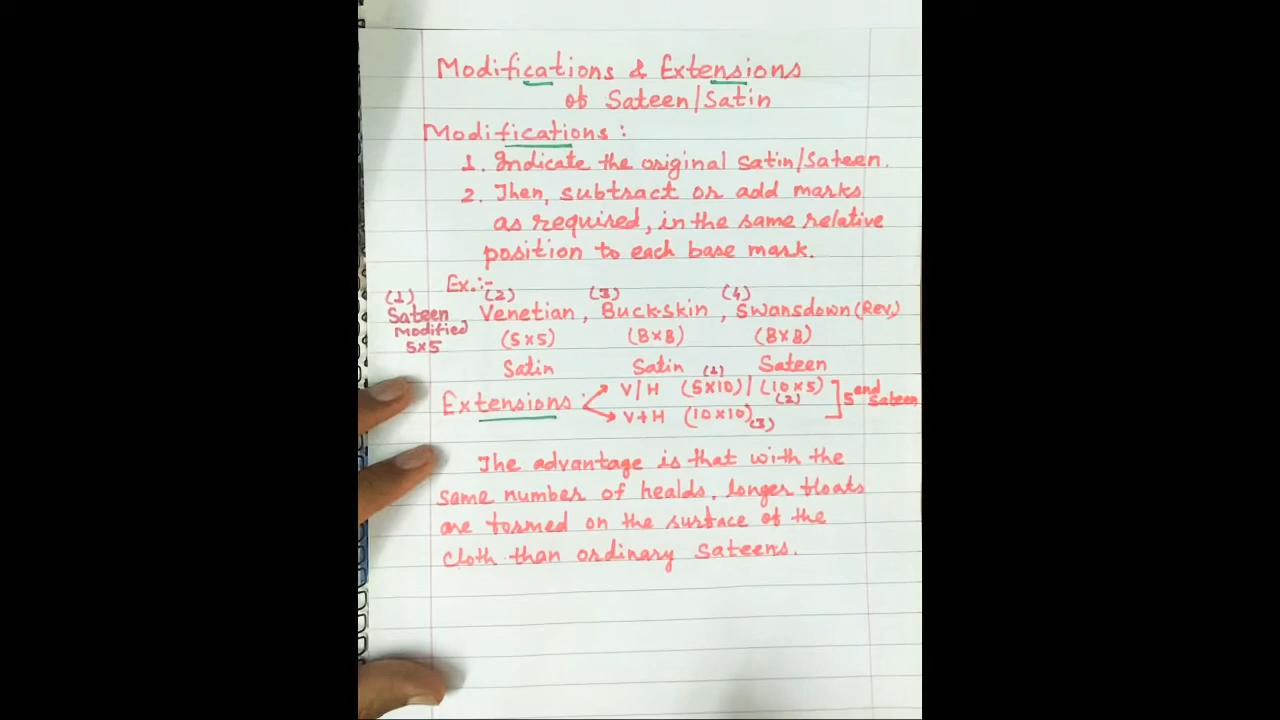 Modifications & Extensions
of Sateen/Satin
Modifications :
1. Indicate the original Satin/Sateen.
2. Then, subtract or add marks
as required, in the same relative
position to each base mark.
Ex.:-
(1) (2) (3) (4)
Sateen Venetian, Buckskin, Swansdown (Rev.)
Modified (5×5) (8×8) (8×8)
5×5
Satin Satin Sateen
Extensions : V/H (5×10) (1) / (10×5) (2) 5 end Sateen
V+H (10×10) (3)
The advantage is that with the
same number of healds, longer floats
are formed on the surface of the
cloth than ordinary Sateens.